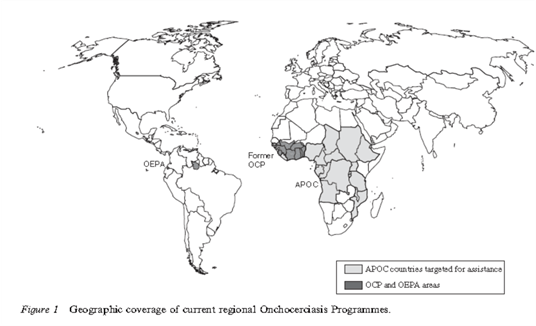 OEPA
Former
OCP
APOC
APOC countries targeted for assistance
OCP and OEPA areas
Figure 1 Geographic coverage of current regional Onchocerciasis Programmes.